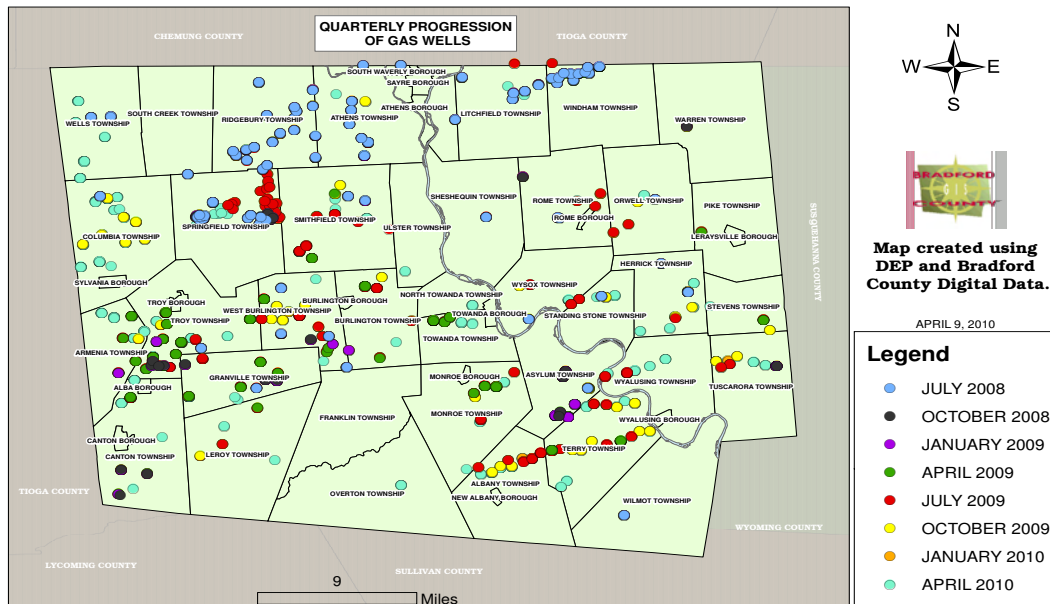 QUARTERLY PROGRESSION
OF GAS WELLS
CHEMUNG COUNTY
TIOGA COUNTY
SOUTH WAVERLY BOROUGH
SAYRE BOROUGH
ATHENS BOROUGH
WELLS TOWNSHIP
SOUTH CREEK TOWNSHIP
RIDGEBURY TOWNSHIP
ATHENS TOWNSHIP
LITCHFIELD TOWNSHIP
WINDHAM TOWNSHIP
WARREN TOWNSHIP
COLUMBIA TOWNSHIP
SPRINGFIELD TOWNSHIP
SMITHFIELD TOWNSHIP
ULSTER TOWNSHIP
SHESHEQUIN TOWNSHIP
ROME TOWNSHIP
ROME BOROUGH
ORWELL TOWNSHIP
PIKE TOWNSHIP
LERAYSVILLE BOROUGH
SUSQUEHANNA COUNTY
HERRICK TOWNSHIP
SYLVANIA BOROUGH
TROY BOROUGH
TROY TOWNSHIP
WEST BURLINGTON TOWNSHIP
BURLINGTON BOROUGH
BURLINGTON TOWNSHIP
NORTH TOWANDA TOWNSHIP
TOWANDA BOROUGH
TOWANDA TOWNSHIP
WYSOX TOWNSHIP
STANDING STONE TOWNSHIP
STEVENS TOWNSHIP
ARMENIA TOWNSHIP
ALBA BOROUGH
GRANVILLE TOWNSHIP
FRANKLIN TOWNSHIP
MONROE BOROUGH
MONROE TOWNSHIP
ASYLUM TOWNSHIP
WYALUSING TOWNSHIP
WYALUSING BOROUGH
TUSCARORA TOWNSHIP
CANTON BOROUGH
CANTON TOWNSHIP
LEROY TOWNSHIP
OVERTON TOWNSHIP
ALBANY TOWNSHIP
NEW ALBANY BOROUGH
TERRY TOWNSHIP
WILMOT TOWNSHIP
TIOGA COUNTY
LYCOMING COUNTY
SULLIVAN COUNTY
WYOMING COUNTY
9
Miles
N
W
E
S
BRADFORD
GIS
COUNTY
Map created using
DEP and Bradford
County Digital Data.
APRIL 9, 2010
Legend
JULY 2008
OCTOBER 2008
JANUARY 2009
APRIL 2009
JULY 2009
OCTOBER 2009
JANUARY 2010
APRIL 2010